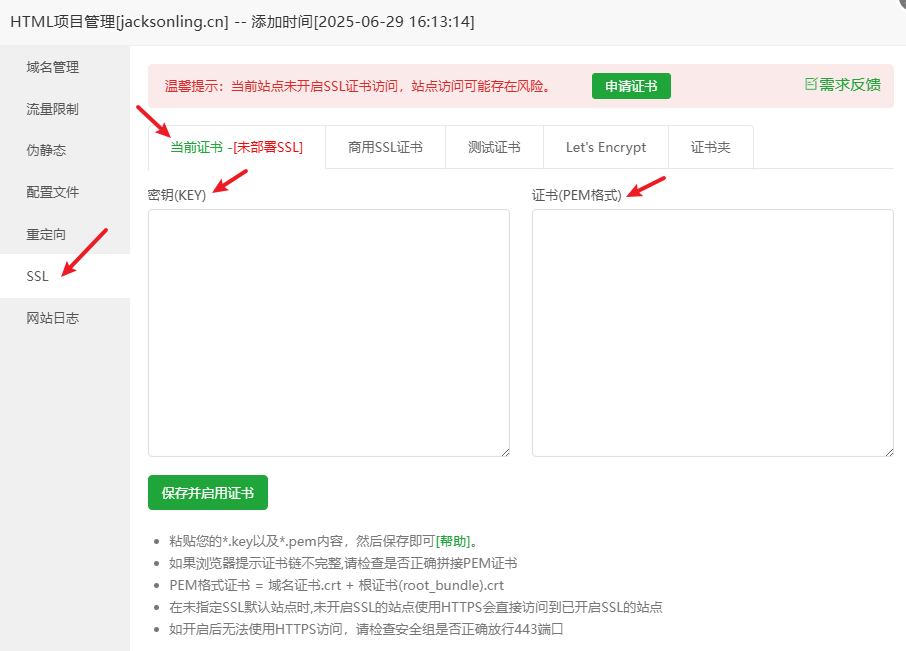 HTML项目管理[jacksonling.cn] -- 添加时间[2025-06-29 16:13:14]
域名管理
流量限制
伪静态
配置文件
重定向
SSL
网站日志
温馨提示：当前站点未开启SSL证书访问，站点访问可能存在风险。
申请证书
需求反馈
当前证书 -[未部署SSL]
商用SSL证书
测试证书
Let's Encrypt
证书夹
密钥(KEY)
证书(PEM格式)
保存并启用证书
粘贴您的*.key以及*.pem内容，然后保存即可[帮助]。
如果浏览器提示证书链不完整,请检查是否正确拼接PEM证书
PEM格式证书 = 域名证书.crt + 根证书(root_bundle).crt
在未指定SSL默认站点时,未开启SSL的站点使用HTTPS会直接访问到已开启SSL的站点
如开启后无法使用HTTPS访问，请检查安全组是否正确放行443端口